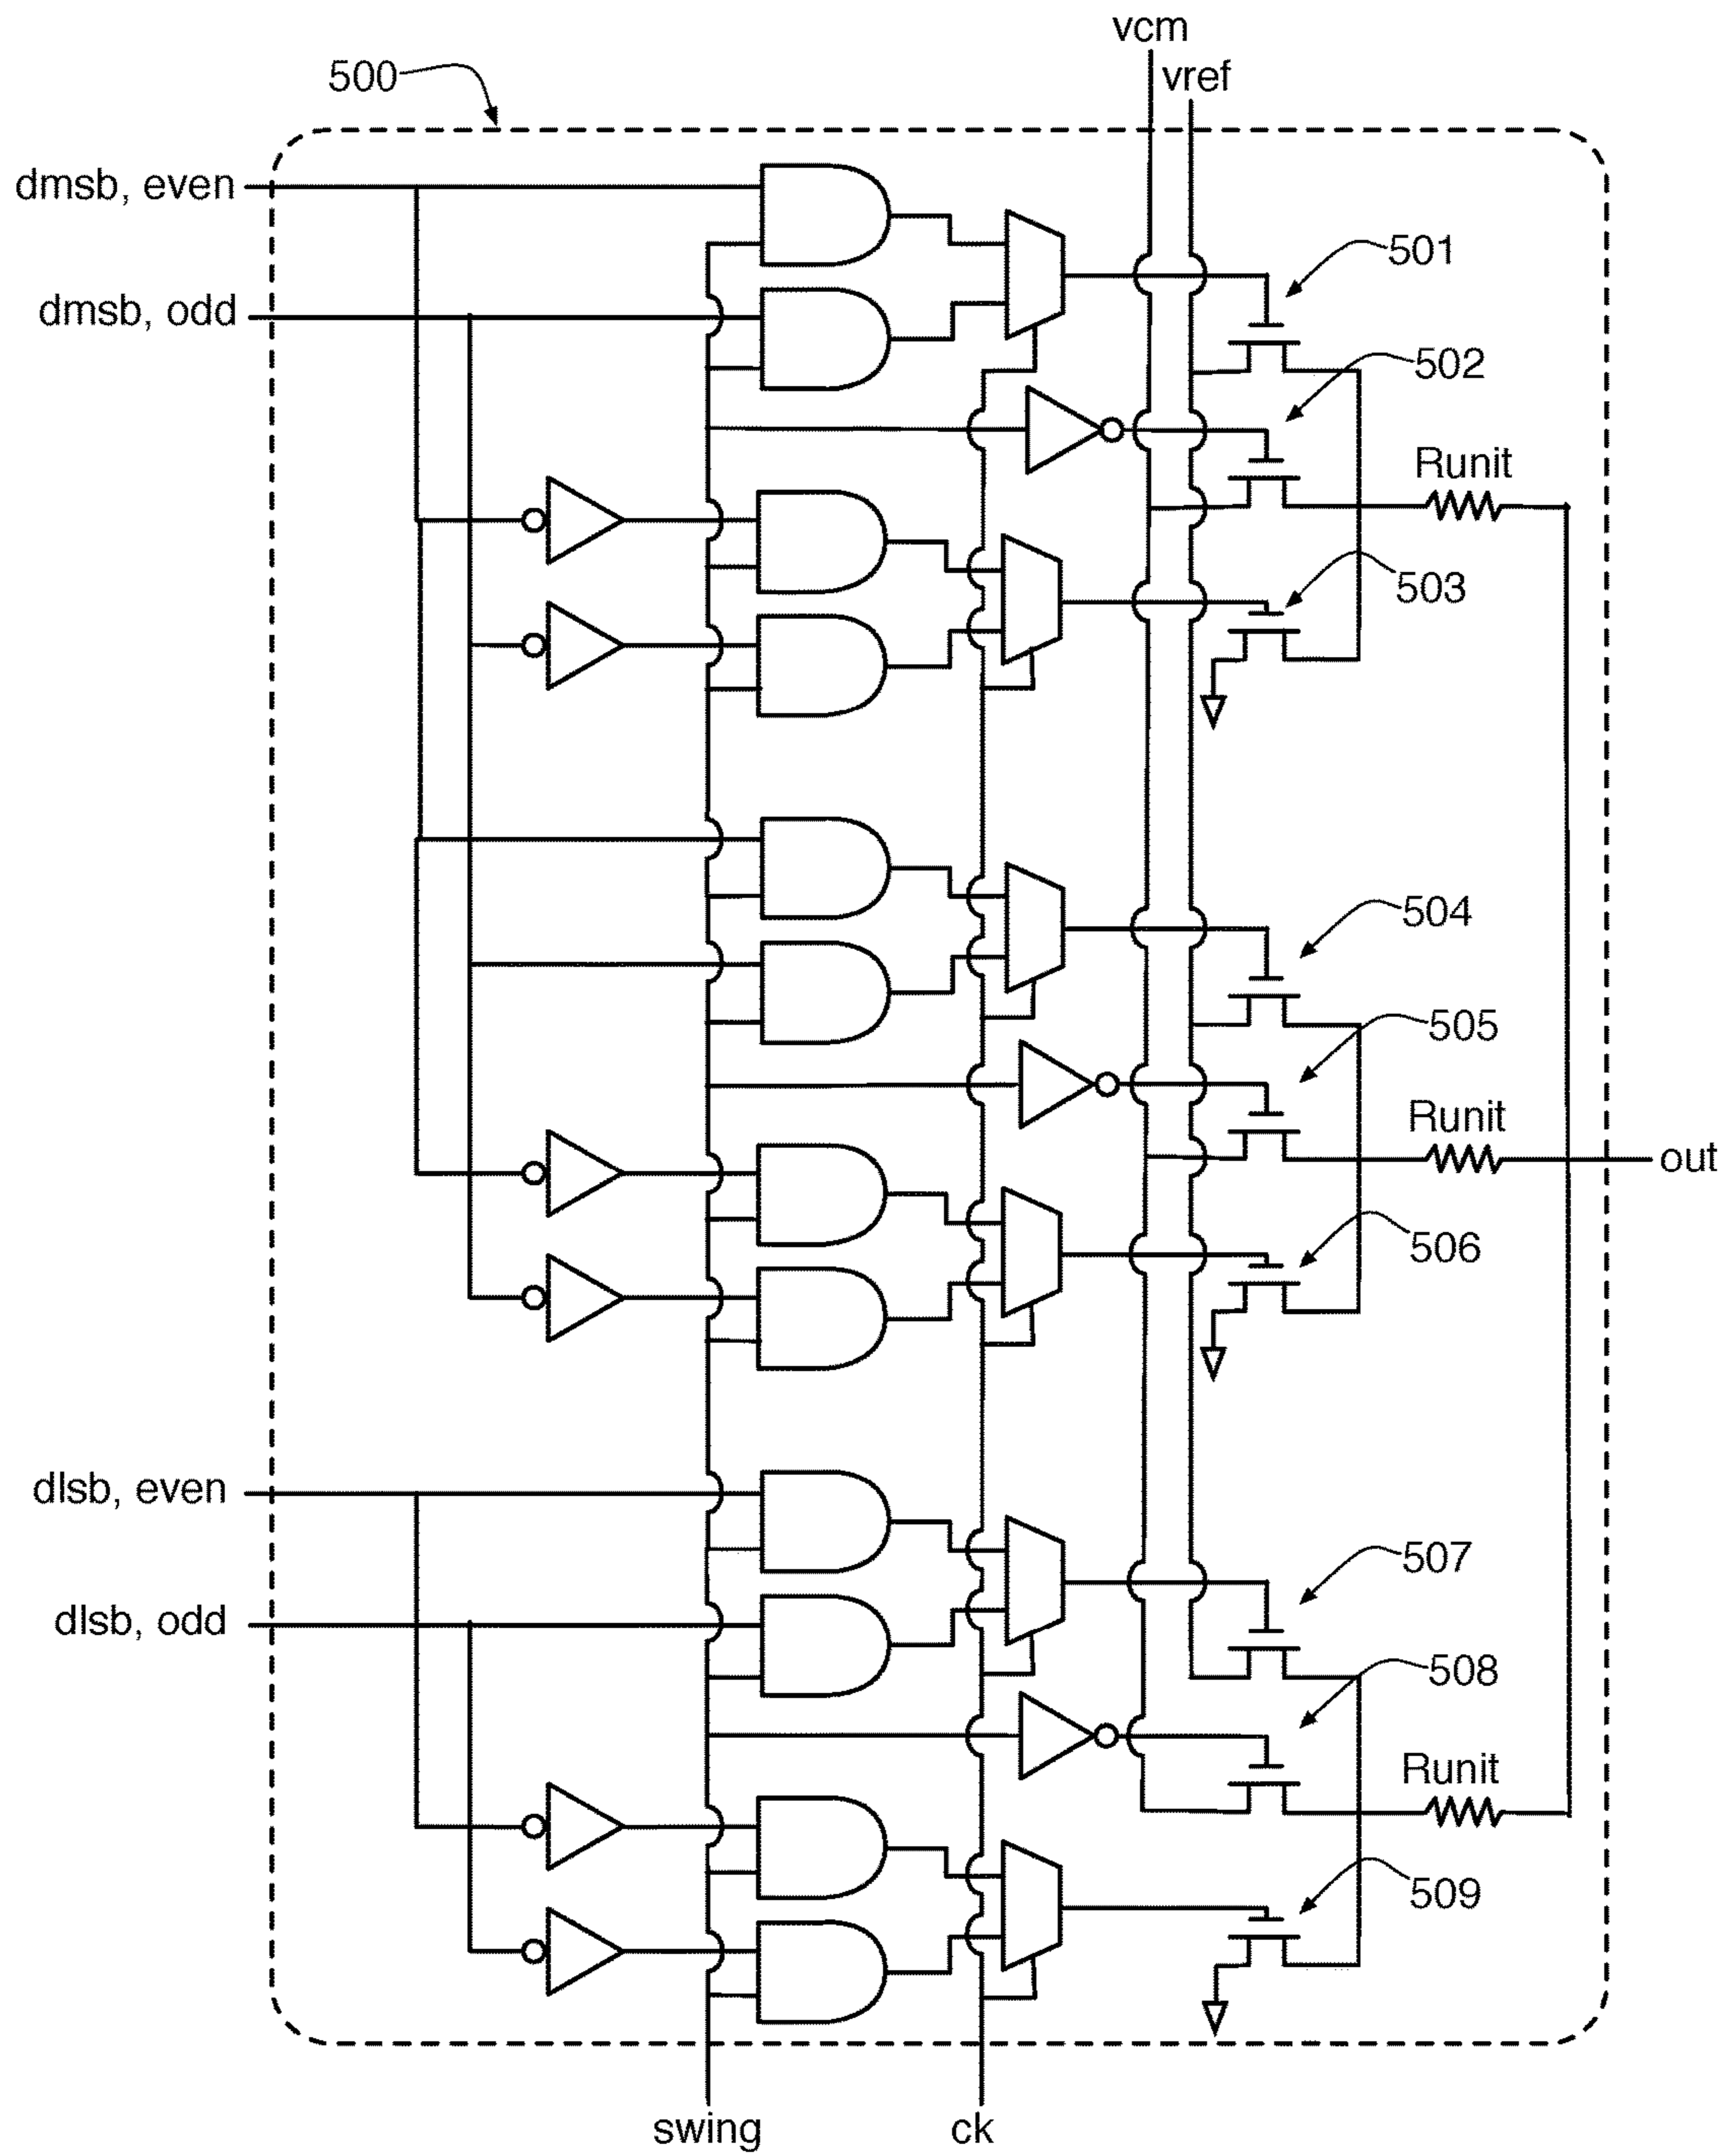 vcm
500
vref
dmsb, even
501
dmsb, odd
502
Runit
503
504
505
Runit
out
506
dlsb, even
507
dlsb, odd
508
Runit
509
swing
ck